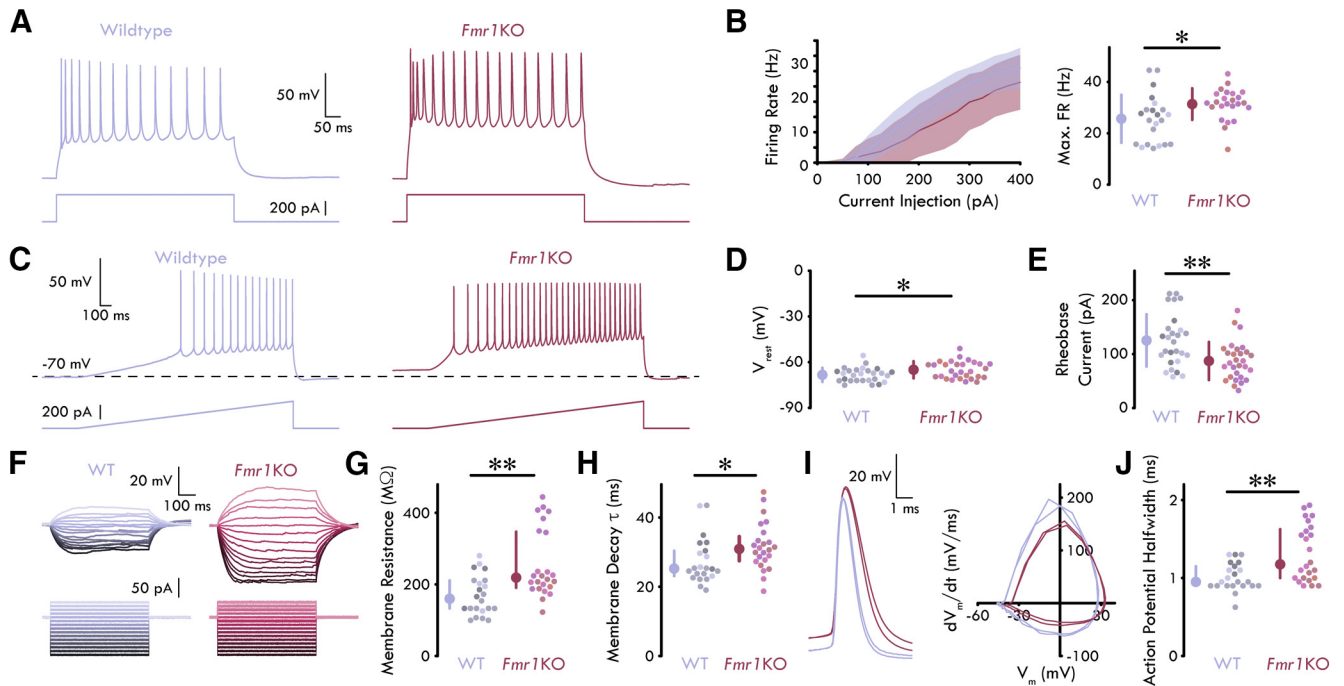 A
Wildtype
Fmr1KO
50 mV
50 ms
200 pA
B
Firing Rate (Hz)
40
30
20
10
0
0 100 200 300 400
Current Injection (pA)
*
Max. FR (Hz)
40
20
0
WT Fmr1KO
C
Wildtype
Fmr1KO
50 mV
100 ms
-70 mV
200 pA
D
Vrest (mV)
0
-30
-60
-90
*
WT Fmr1KO
E
Rheobase
Current (pA)
200
100
0
**
WT Fmr1KO
F
WT
20 mV
100 ms
Fmr1KO
50 pA
G
Membrane Resistance (MΩ)
400
200
0
**
WT Fmr1KO
H
Membrane Decay τ (ms)
40
20
0
*
WT Fmr1KO
I
20 mV
1 ms
dVm/dt (mV/ms)
200
100
-60 -30 0 30
-100
Vm (mV)
J
Action Potential Halfwidth (ms)
2
1
0
**
WT Fmr1KO